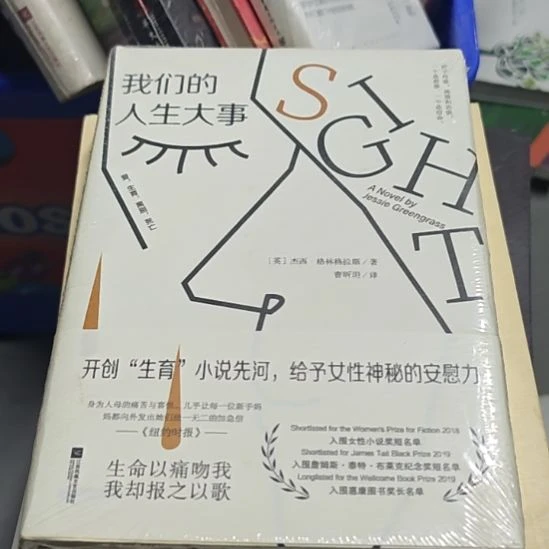 我们的
人生大事
SIGHT
A Novel by
Jessie Greengrass
[英]杰西·格林格拉斯/著
曹昕玥/译
开创“生育”小说先河，给予女性神秘的安慰力
——《纽约时报》
Shortlisted for the Women's Prize for Fiction 2018
入围女性小说奖短名单
Shortlisted for James Tait Black Prize 2019
入围詹姆斯·泰特·布莱克纪念奖短名单
Longlisted for the Wellcome Book Prize 2019
入围惠康图书奖长名单
生命以痛吻我
我却报之以歌